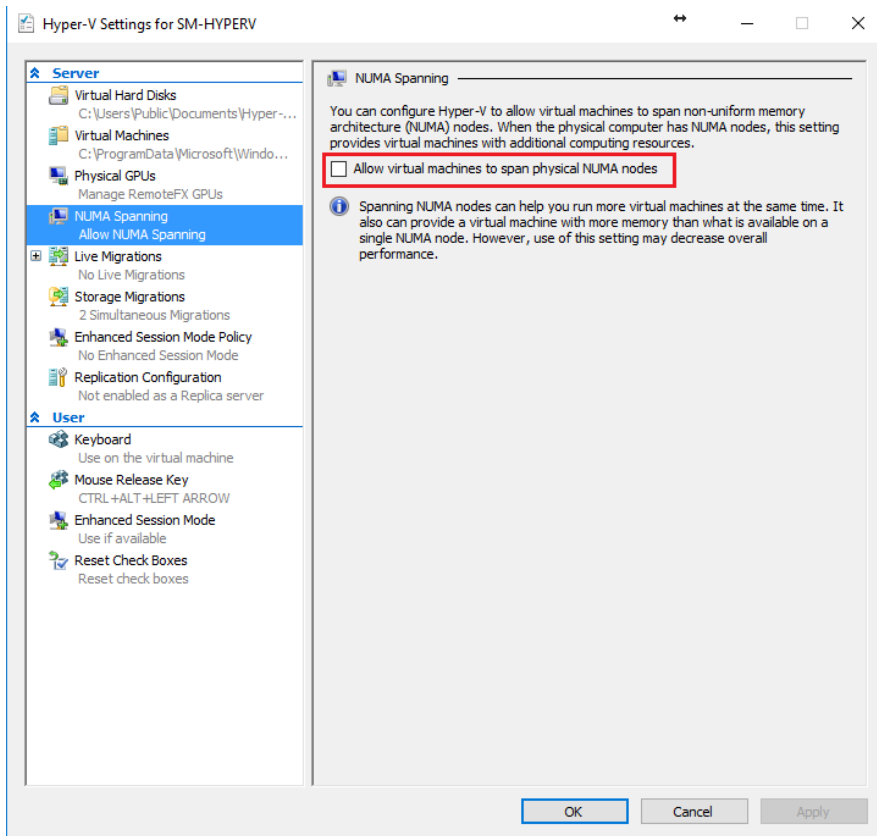 Hyper-V Settings for SM-HYPERV
Server
Virtual Hard Disks
C:\Users\Public\Documents\Hyper-...
Virtual Machines
C:\ProgramData\Microsoft\Windo...
Physical GPUs
Manage RemoteFX GPUs
NUMA Spanning
Allow NUMA Spanning
Live Migrations
No Live Migrations
Storage Migrations
2 Simultaneous Migrations
Enhanced Session Mode Policy
No Enhanced Session Mode
Replication Configuration
Not enabled as a Replica server
User
Keyboard
Use on the virtual machine
Mouse Release Key
CTRL+ALT+LEFT ARROW
Enhanced Session Mode
Use if available
Reset Check Boxes
Reset check boxes
NUMA Spanning
You can configure Hyper-V to allow virtual machines to span non-uniform memory
architecture (NUMA) nodes. When the physical computer has NUMA nodes, this setting
provides virtual machines with additional computing resources.
Allow virtual machines to span physical NUMA nodes
Spanning NUMA nodes can help you run more virtual machines at the same time. It
also can provide a virtual machine with more memory than what is available on a
single NUMA node. However, use of this setting may decrease overall
performance.
OK
Cancel
Apply